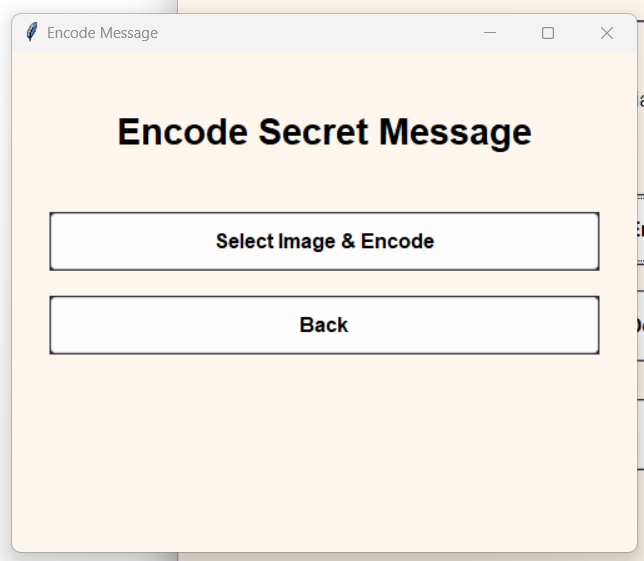 Encode Message
Encode Secret Message
Select Image & Encode
Back